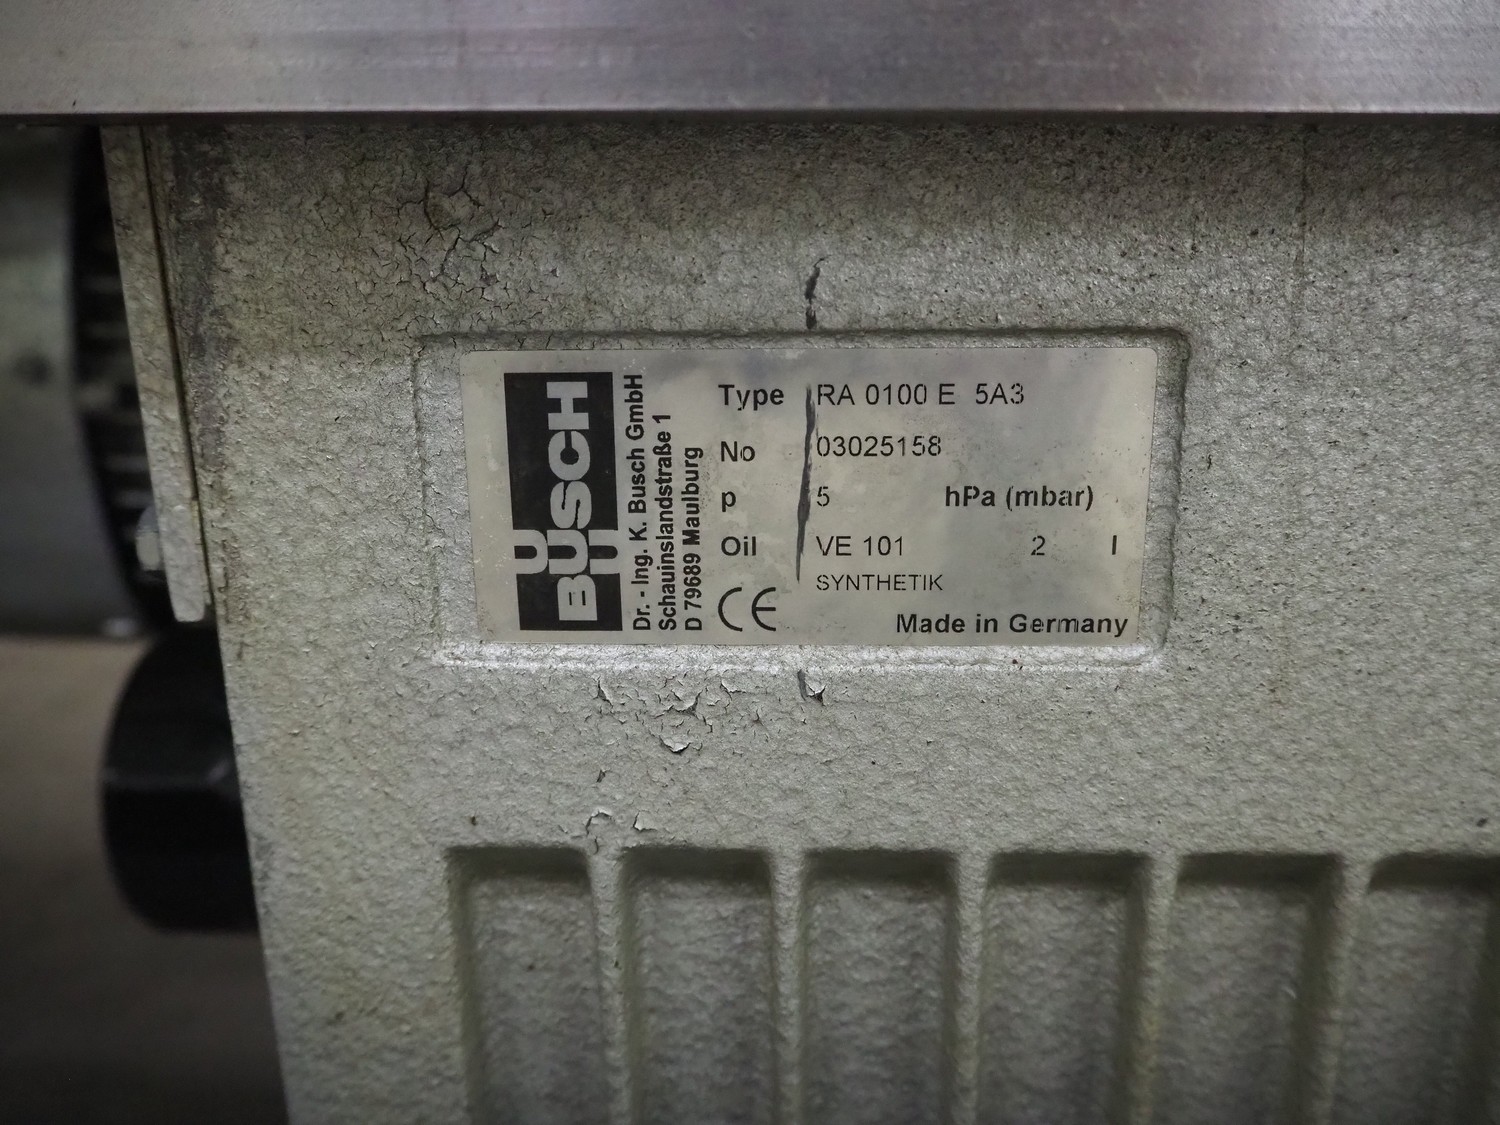 BUSCH
Dr. - Ing. K. Busch GmbH
Schauinslandstraße 1
D 79689 Maulburg
Type RA 0100 E 5A3
No 03025158
p 5 hPa (mbar)
Oil VE 101 2 l
SYNTHETIK
CE Made in Germany